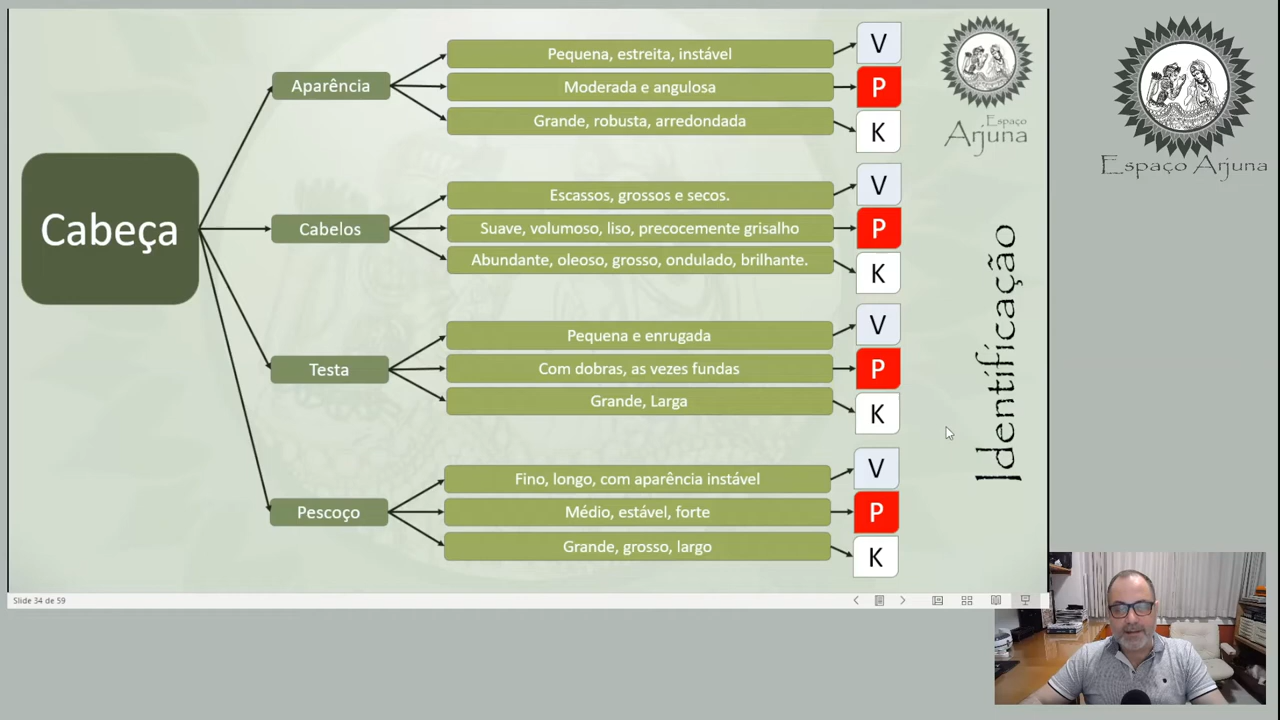 Cabeça
Aparência
Pequena, estreita, instável
V
Moderada e angulosa
P
Grande, robusta, arredondada
K
Cabelos
Escassos, grossos e secos.
V
Suave, volumoso, liso, precocemente grisalho
P
Abundante, oleoso, grosso, ondulado, brilhante.
K
Testa
Pequena e enrugada
V
Com dobras, as vezes fundas
P
Grande, Larga
K
Pescoço
Fino, longo, com aparência instável
V
Médio, estável, forte
P
Grande, grosso, largo
K
Espaço
Arjuna
Identificação
Espaço Arjuna
Slide 34 de 59